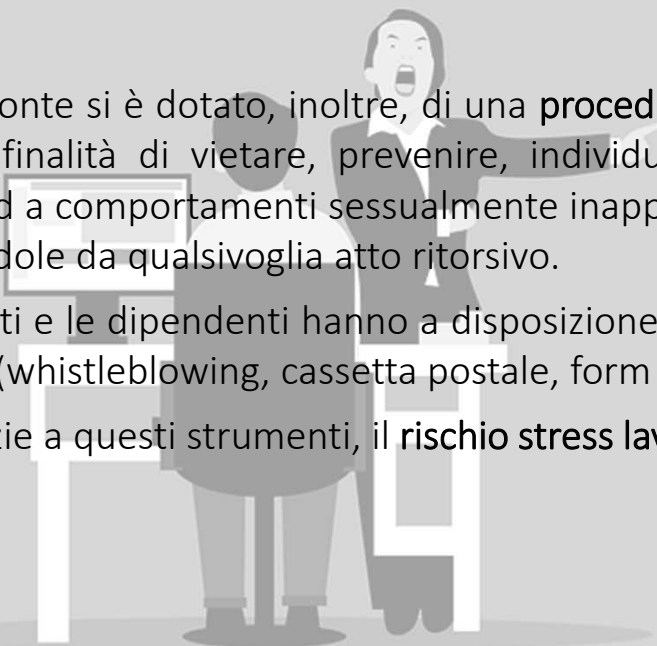 onte si è dotato, inoltre, di una proced
finalità di vietare, prevenire, individu
d a comportamenti sessualmente inapp
dole da qualsivoglia atto ritorsivo.
ti e le dipendenti hanno a disposizione
(whistleblowing, cassetta postale, form
zie a questi strumenti, il rischio stress lav